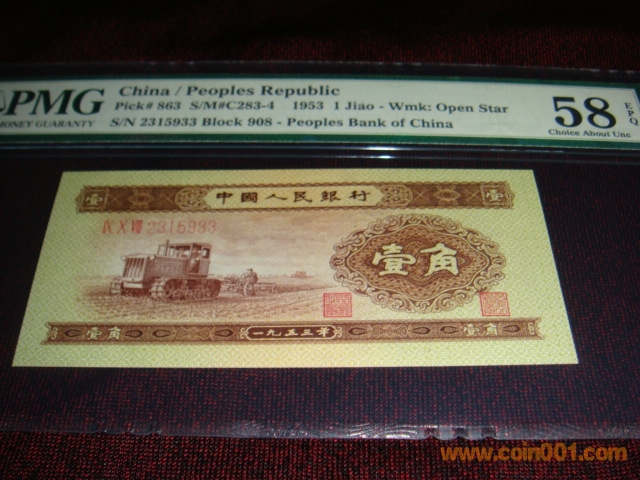 PMG
MONEY GUARANTY
China / Peoples Republic
Pick# 863 S/M#C283-4 1953 1 Jiao - Wmk: Open Star
S/N 2315933 Block 908 - Peoples Bank of China
58
EPQ
Choice About Unc
中國人民銀行
壹
壹
IX X VIII 2315933
壹角
壹角
一九五三年
壹角
www.coin001.com